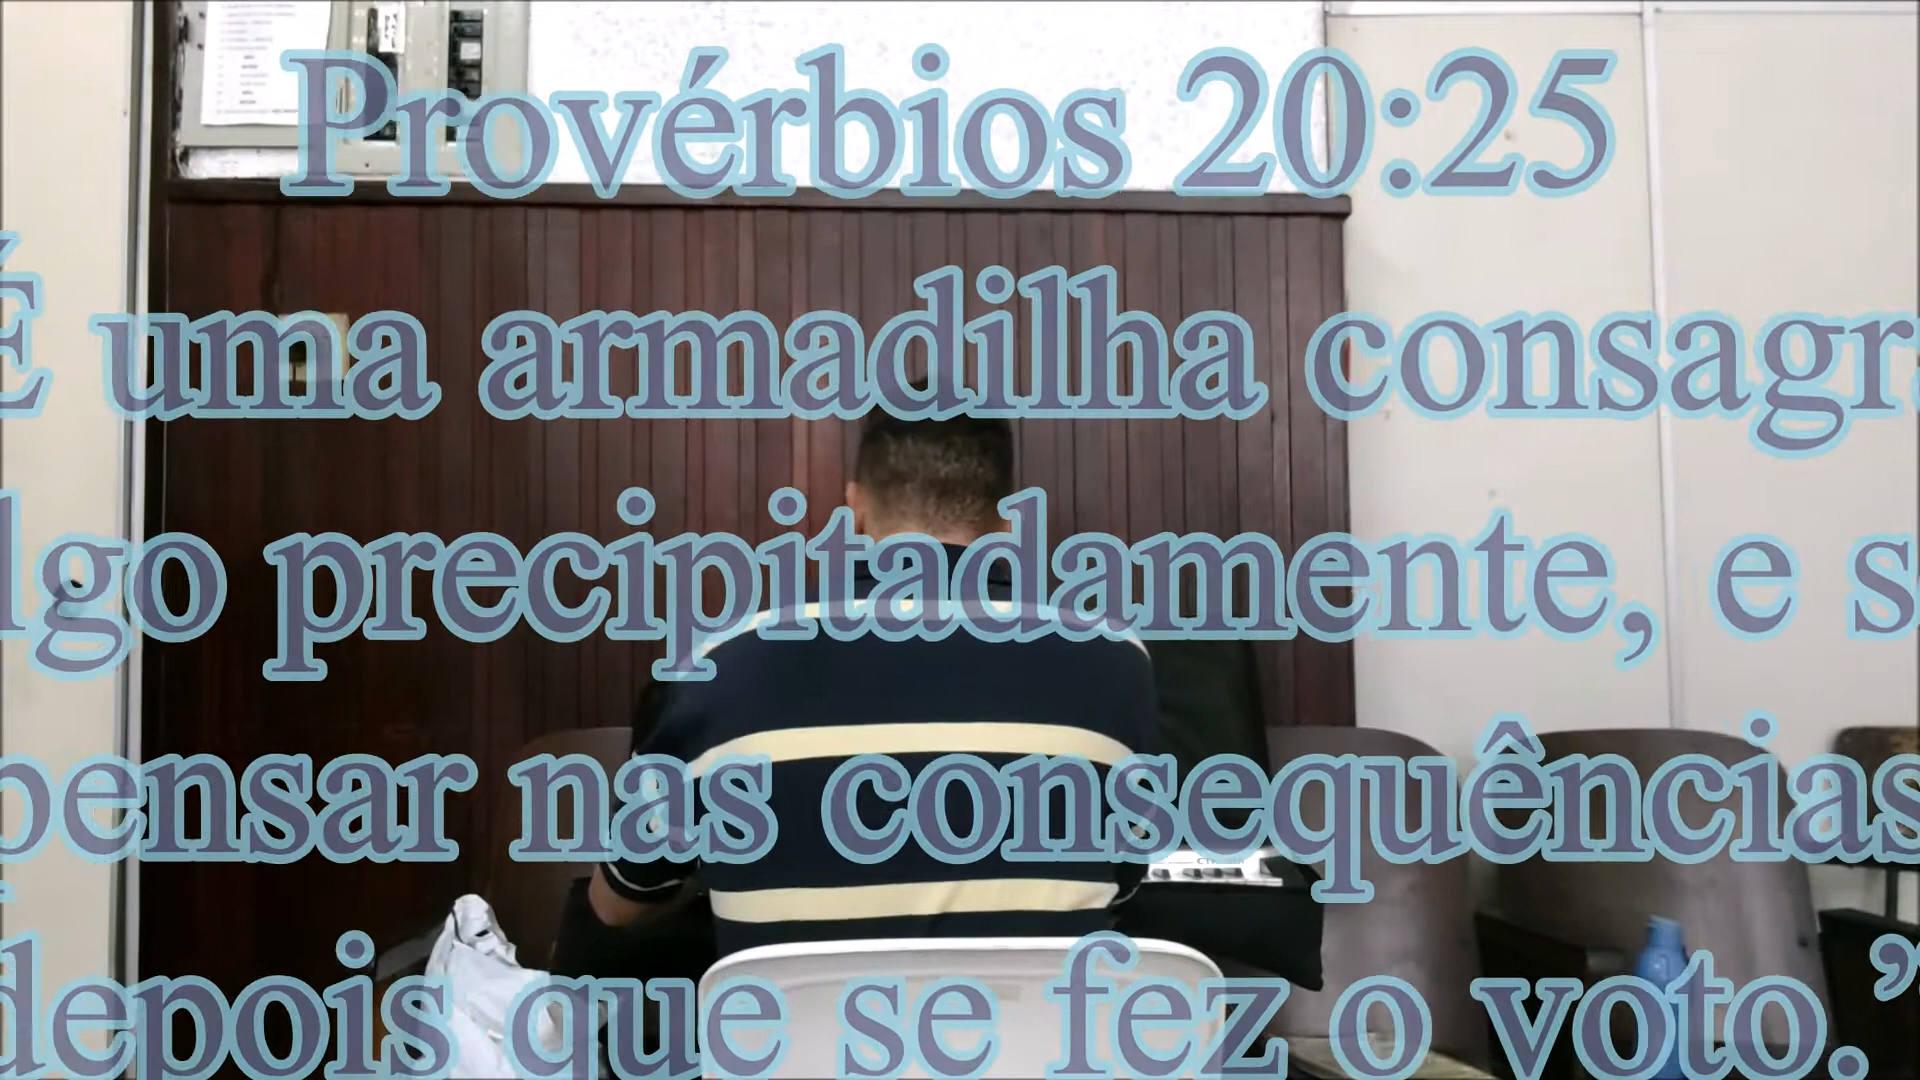 Provérbios 20:25
É uma armadilha consagr
lgo precipitadamente, e s
pensar nas consequências
depois que se fez o voto.”